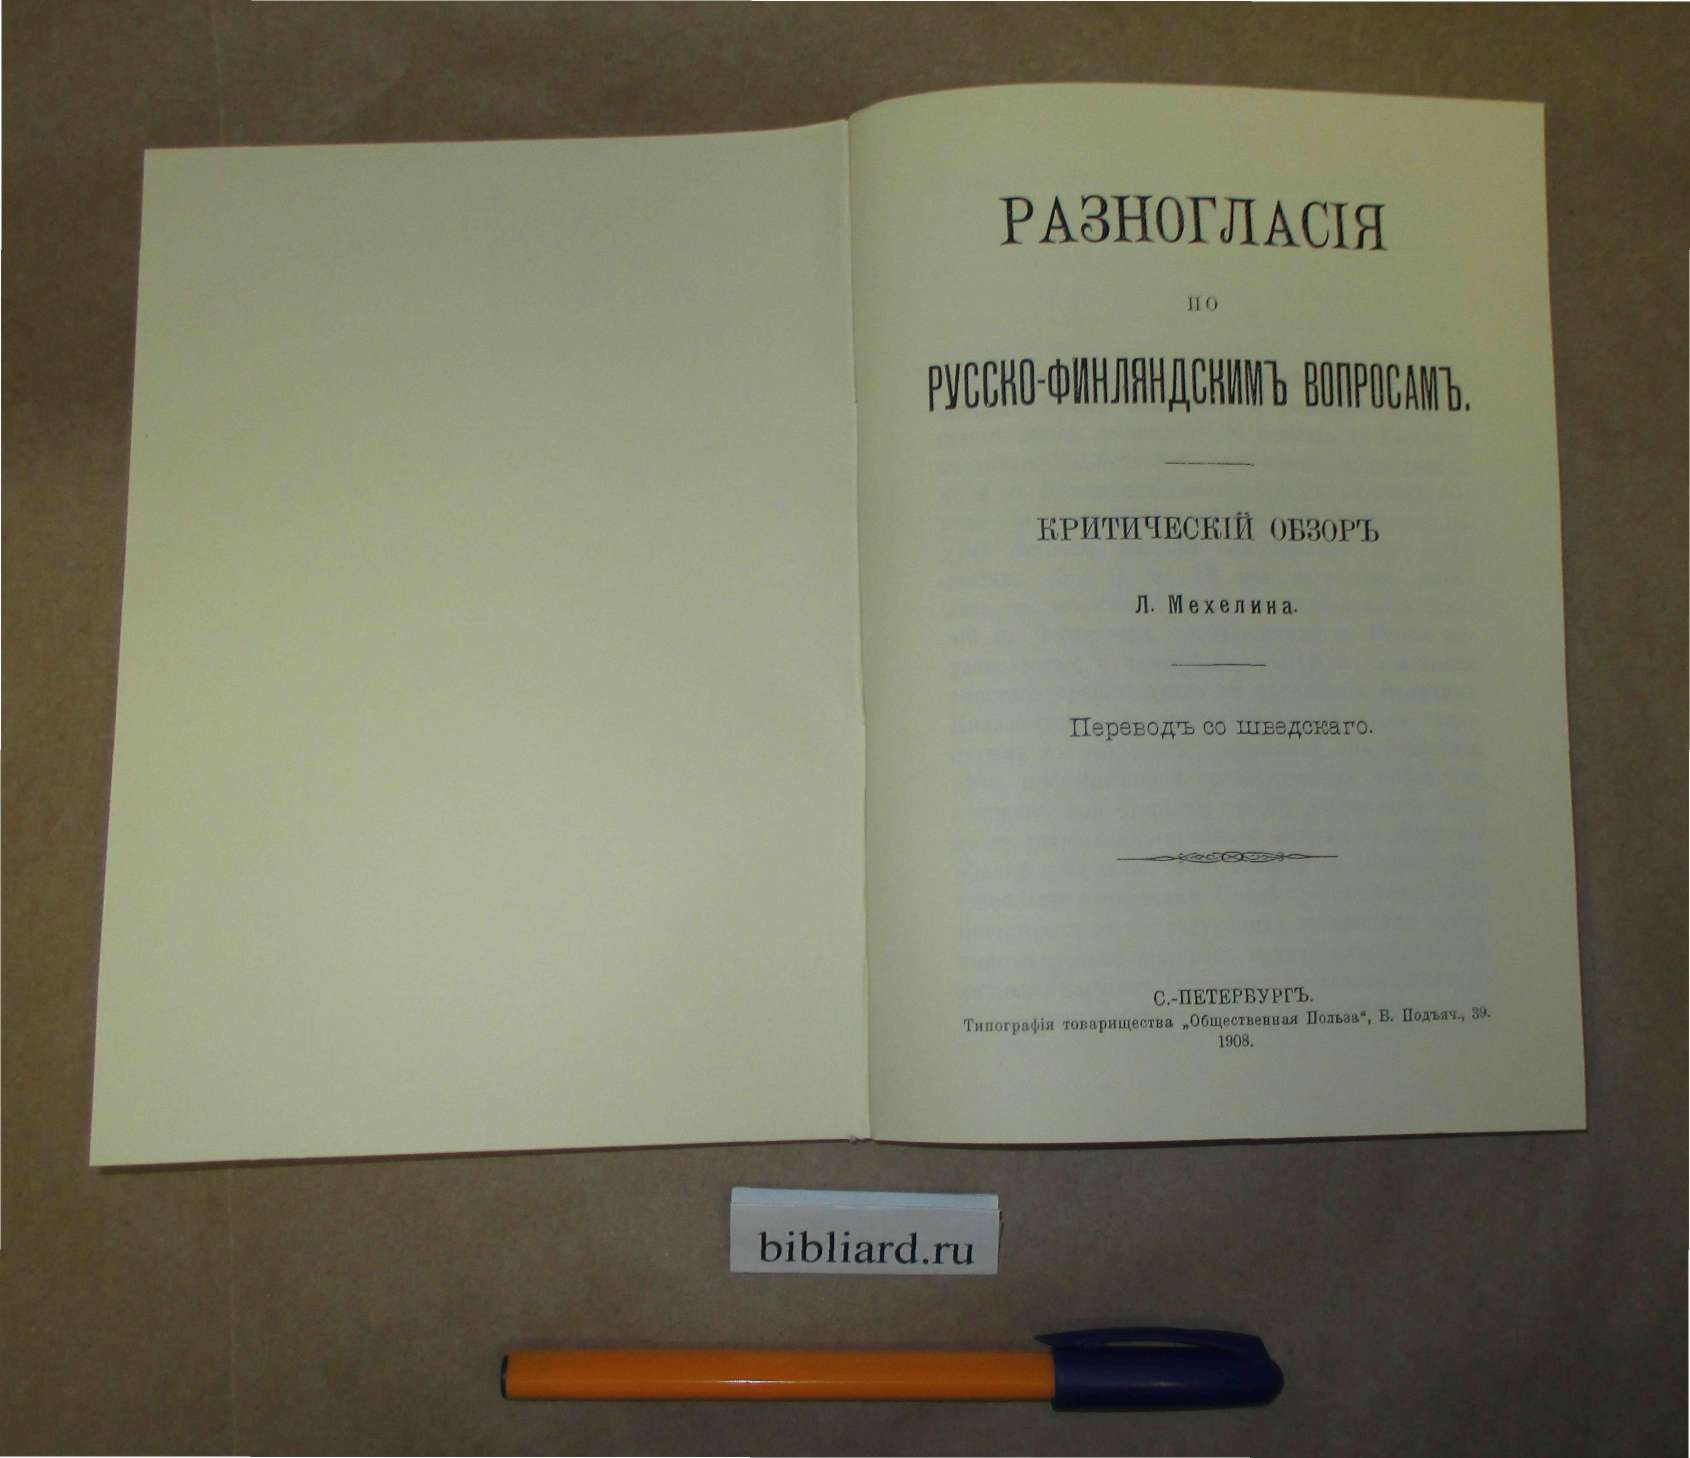 РАЗНОГЛАСІЯ
ПО
РУССКО-ФИНЛЯНДСКИМЪ ВОПРОСАМЪ.
КРИТИЧЕСКІЙ ОБЗОРЪ
Л. Мехелина.
Переводъ со шведскаго.
С.-ПЕТЕРБУРГЪ.
Типографія товарищества „Общественная Польза“, В. Подъяч., 39.
1908.
bibliard.ru